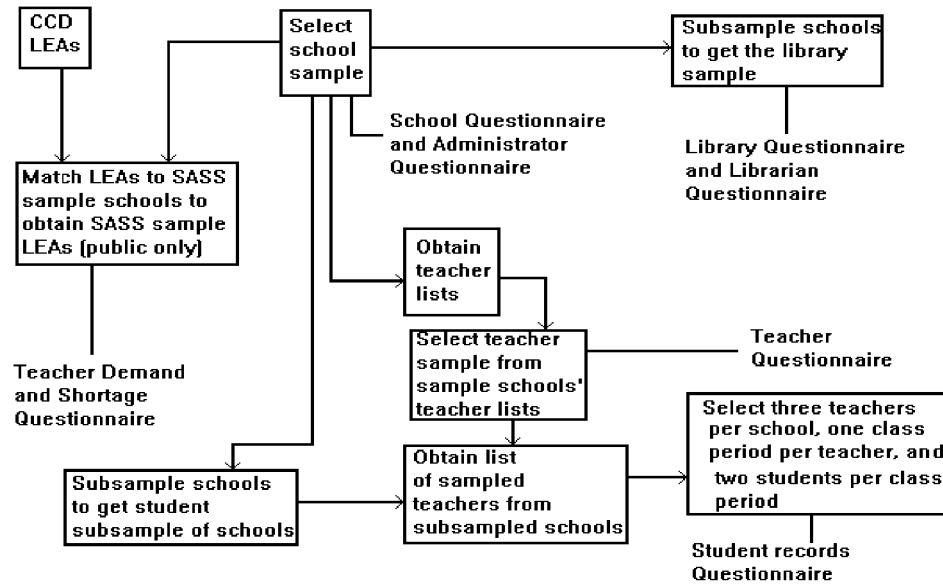 CCD
LEAs
Select
school
sample
Subsample schools
to get the library
sample
School Questionnaire
and Administrator
Questionnaire
Library Questionnaire
and Librarian
Questionnaire
Match LEAs to SASS
sample schools to
obtain SASS sample
LEAs (public only)
Obtain
teacher
lists
Select teacher
sample from
sample schools'
teacher lists
Teacher
Questionnaire
Teacher Demand
and Shortage
Questionnaire
Select three teachers
per school, one class
period per teacher, and
two students per class
period
Subsample schools
to get student
subsample of schools
Obtain list
of sampled
teachers from
subsampled schools
Student records
Questionnaire